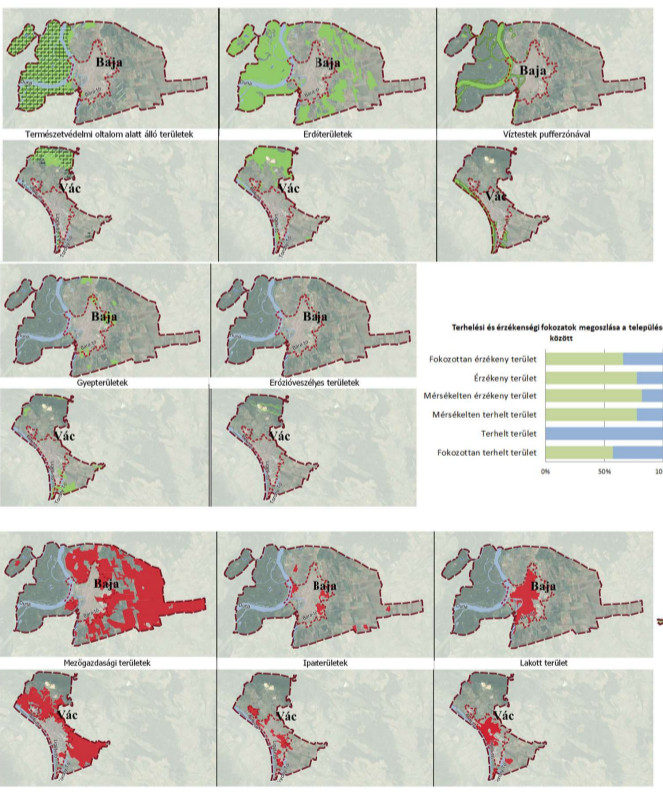 Baja
Baja
Baja
Természetvédelmi oltalom alatt álló területek
Erdőterületek
Víztestek pufferzónával
Vác
Vác
Vác
Baja
Baja
Gyepterületek
Erózióveszélyes területek
Vác
Vác
Terhelési és érzékenségi fokozatok megoszlása a települése
között
Fokozottan érzékeny terület
Érzékeny terület
Mérsékelten érzékeny terület
Mérsékelten terhelt terület
Terhelt terület
Fokozottan terhelt terület
0%
50%
Baja
Baja
Baja
Mezőgazdasági területek
Ipaterületek
Lakott terület
Vác
Vác
Vác